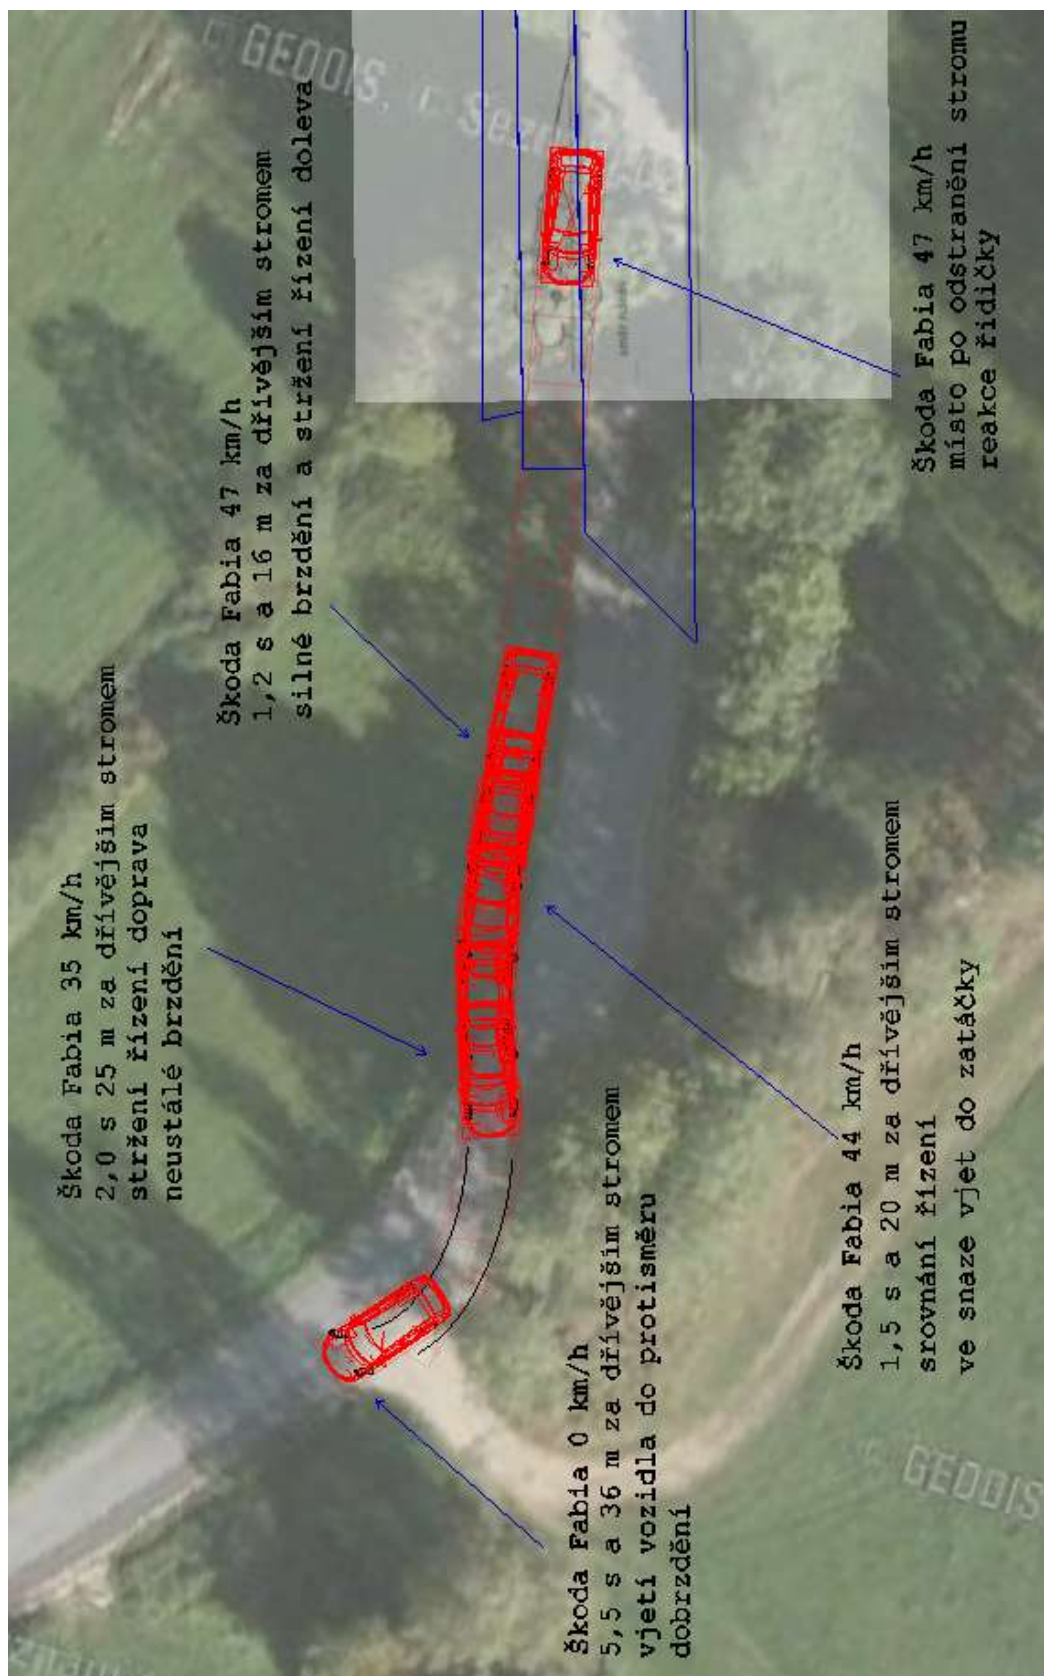 Škoda Fabia 35 km/h
2,0 s 25 m za dřívějším stromem
stržení řízení doprava
neustálé brzdění
Škoda Fabia 47 km/h
1,2 s a 16 m za dřívějším stromem
silné brzdění a stržení řízení doleva
GEODIS,
Škoda Fabia 0 km/h
5,5 s a 36 m za dřívějším stromem
vjetí vozidla do protisměru
dobrzdění
Škoda Fabia 44 km/h
1,5 s a 20 m za dřívějším stromem
srovnání řízení
ve snaze vjet do zatáčky
Škoda Fabia 47 km/h
místo po odstranění stromu
reakce řidičky
GEODIS